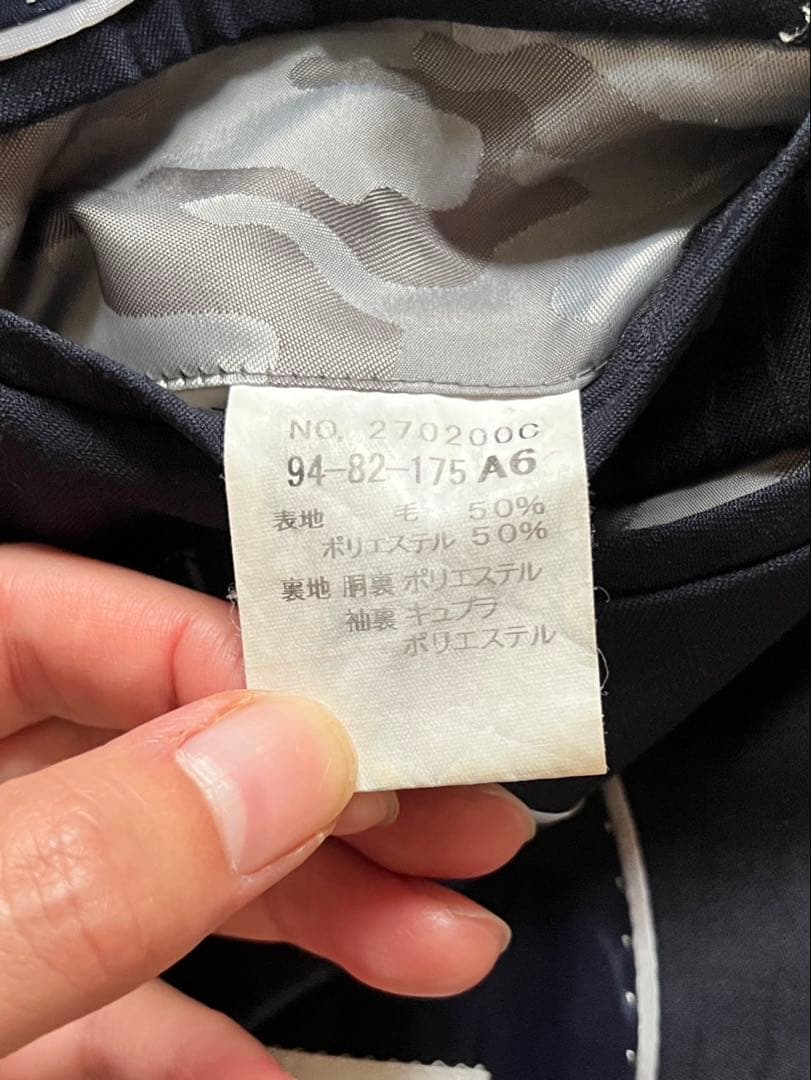 NO. 270200C
94-82-175 A6
表地 毛 50%
ポリエステル 50%
裏地 胴裏 ポリエステル
袖裏 キュプラ
ポリエステル